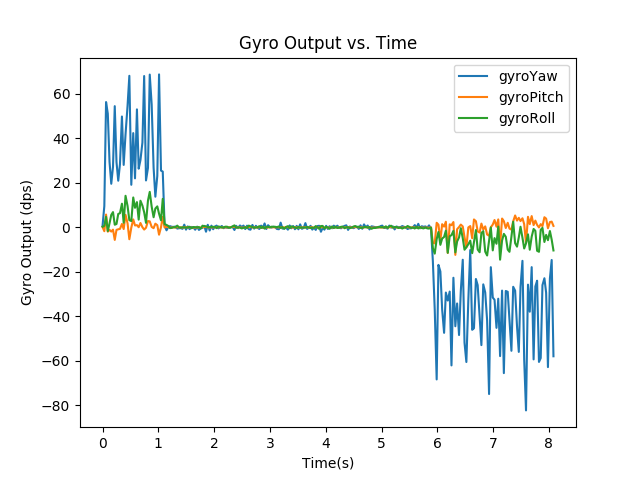 Gyro Output vs. Time
gyroYaw
gyroPitch
gyroRoll
Gyro Output (dps)
60
40
20
0
−20
−40
−60
−80
0 1 2 3 4 5 6 7 8
Time(s)